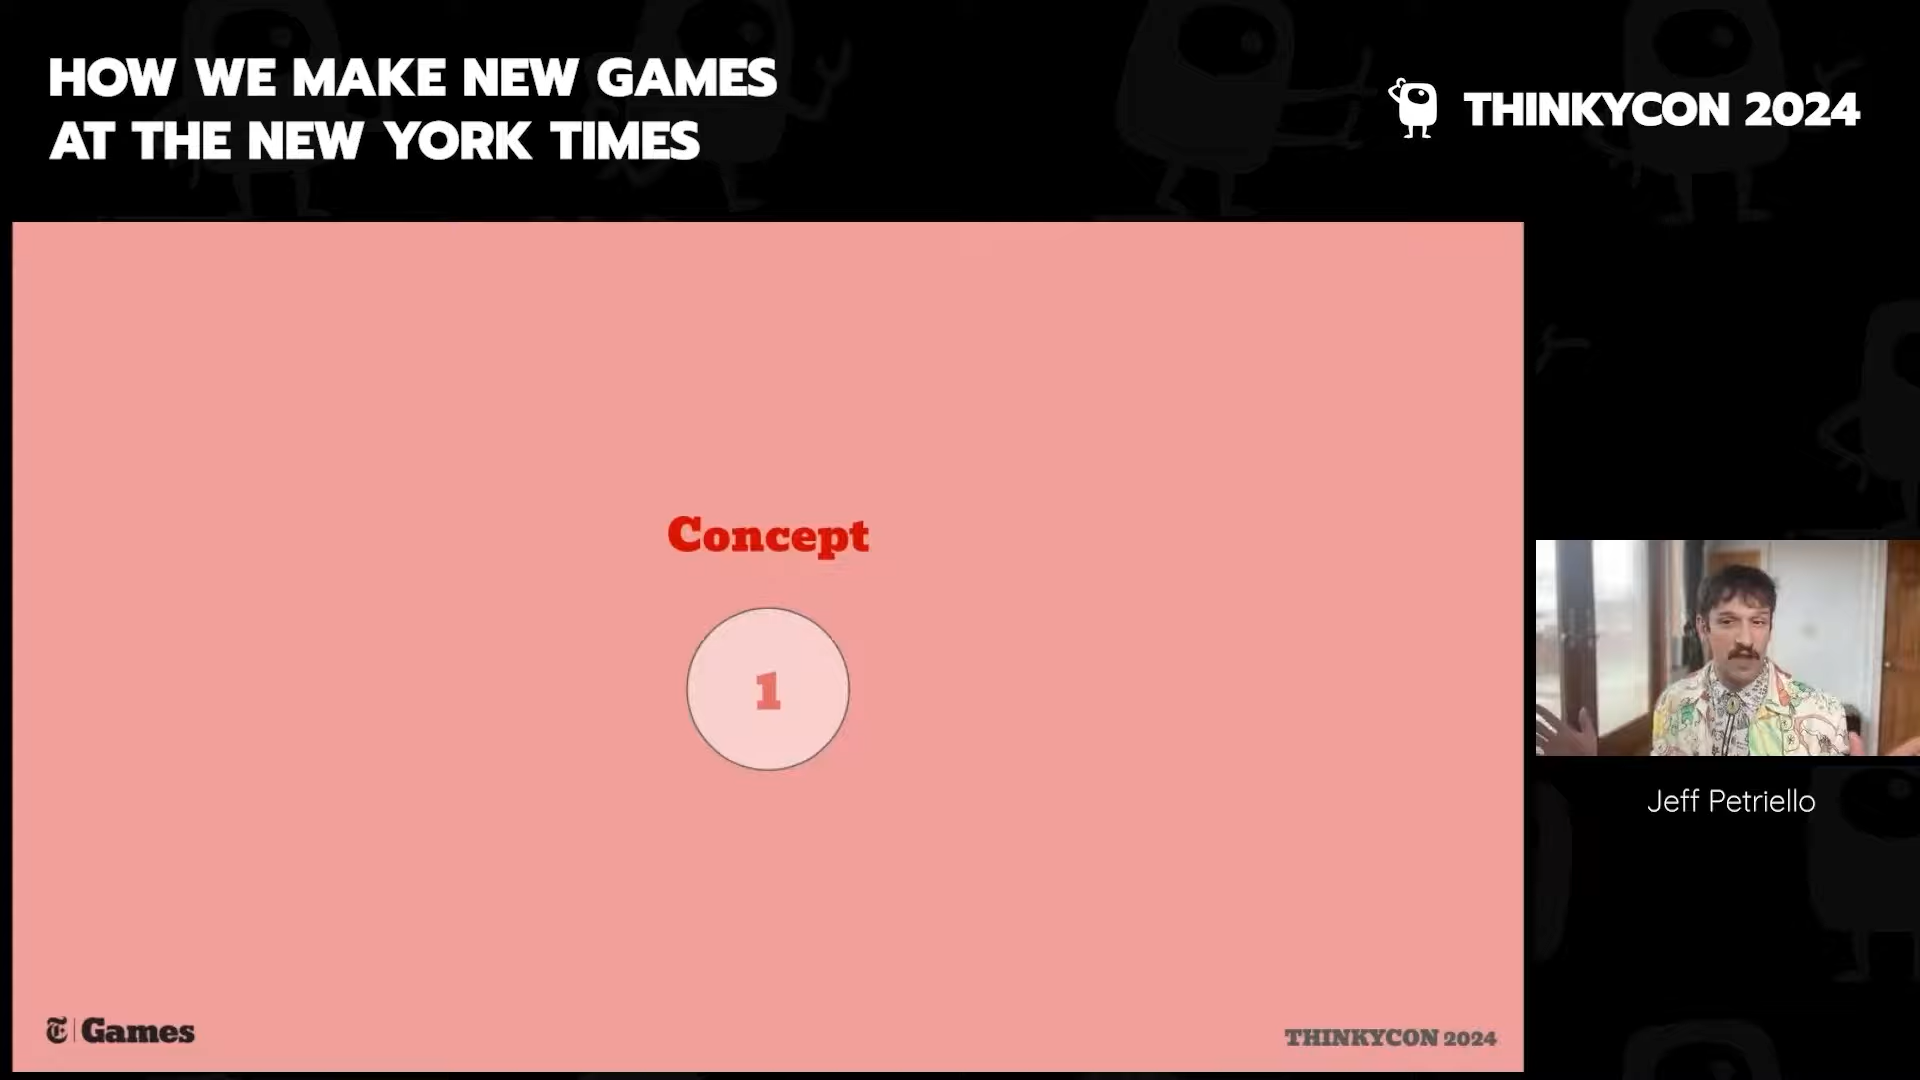 HOW WE MAKE NEW GAMES
AT THE NEW YORK TIMES
THINKYCON 2024
Concept
1
T Games
THINKYCON 2024
Jeff Petriello